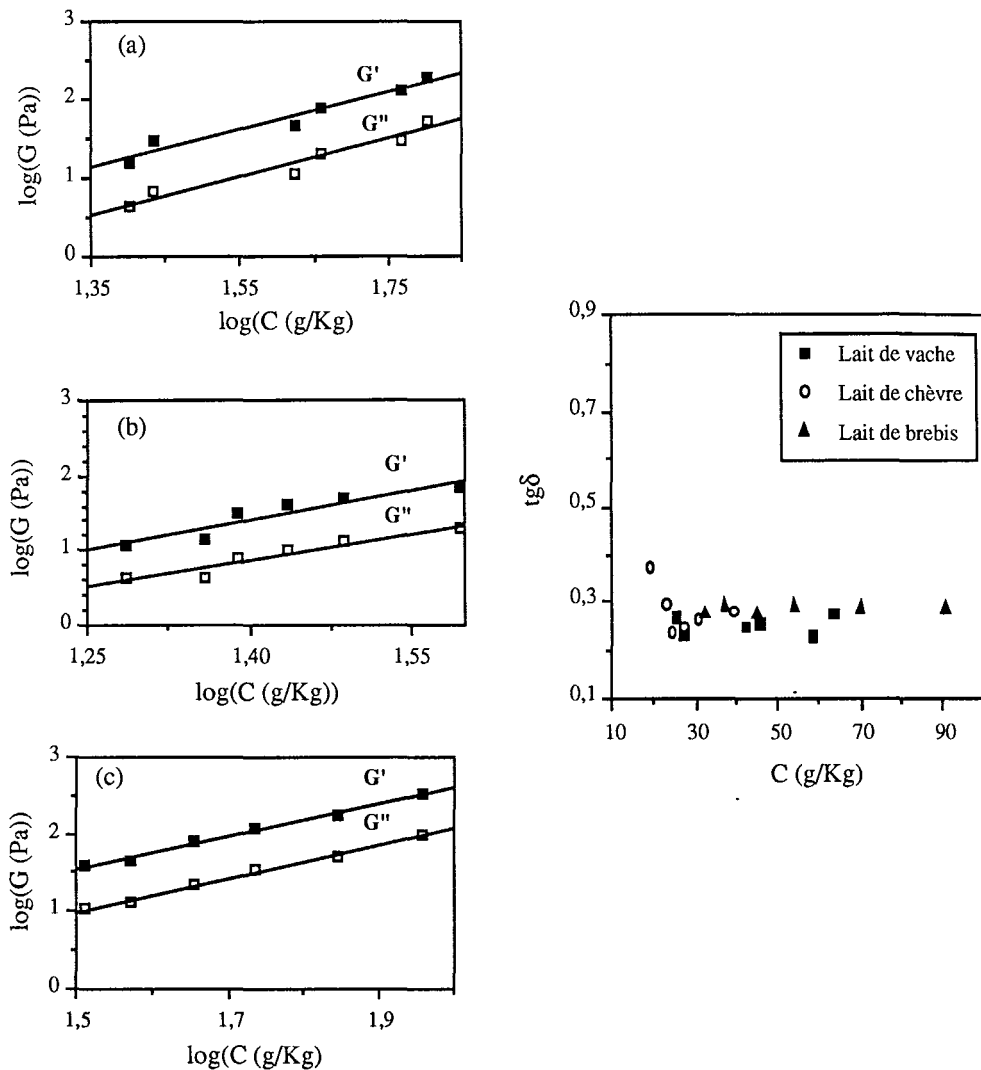 (a)
G'
G"
log(G (Pa))
3
2
1
0
1,35
1,55
1,75
log(C (g/Kg)
(b)
G'
G"
log(G (Pa))
3
2
1
0
1,25
1,40
1,55
log(C (g/Kg))
(c)
G'
G"
log(G (Pa))
3
2
1
0
1,5
1,7
1,9
log(C (g/Kg)
Lait de vache
Lait de chèvre
Lait de brebis
tgδ
0,9
0,7
0,5
0,3
0,1
10
30
50
70
90
C (g/Kg)